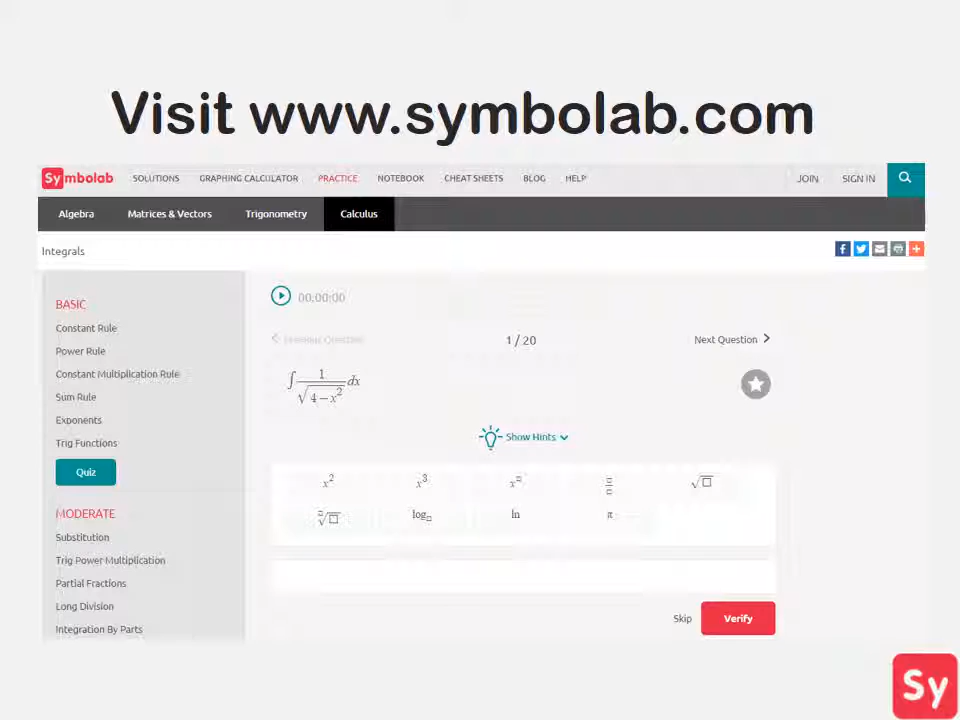 Visit www.symbolab.com
Symbolab SOLUTIONS GRAPHING CALCULATOR PRACTICE NOTEBOOK CHEAT SHEETS BLOG HELP JOIN SIGN IN
Algebra Matrices & Vectors Trigonometry Calculus
Integrals
BASIC
Constant Rule
Power Rule
Constant Multiplication Rule
Sum Rule
Exponents
Trig Functions
Quiz
MODERATE
Substitution
Trig Power Multiplication
Partial Fractions
Long Division
Integration By Parts
00:00:00
Previous Question 1 / 20 Next Question
∫ 1/√(4 − x²) dx
Show Hints
x² x³ x^□ □/□ √□
ⁿ√□ log□ ln π
Skip Verify
Sy